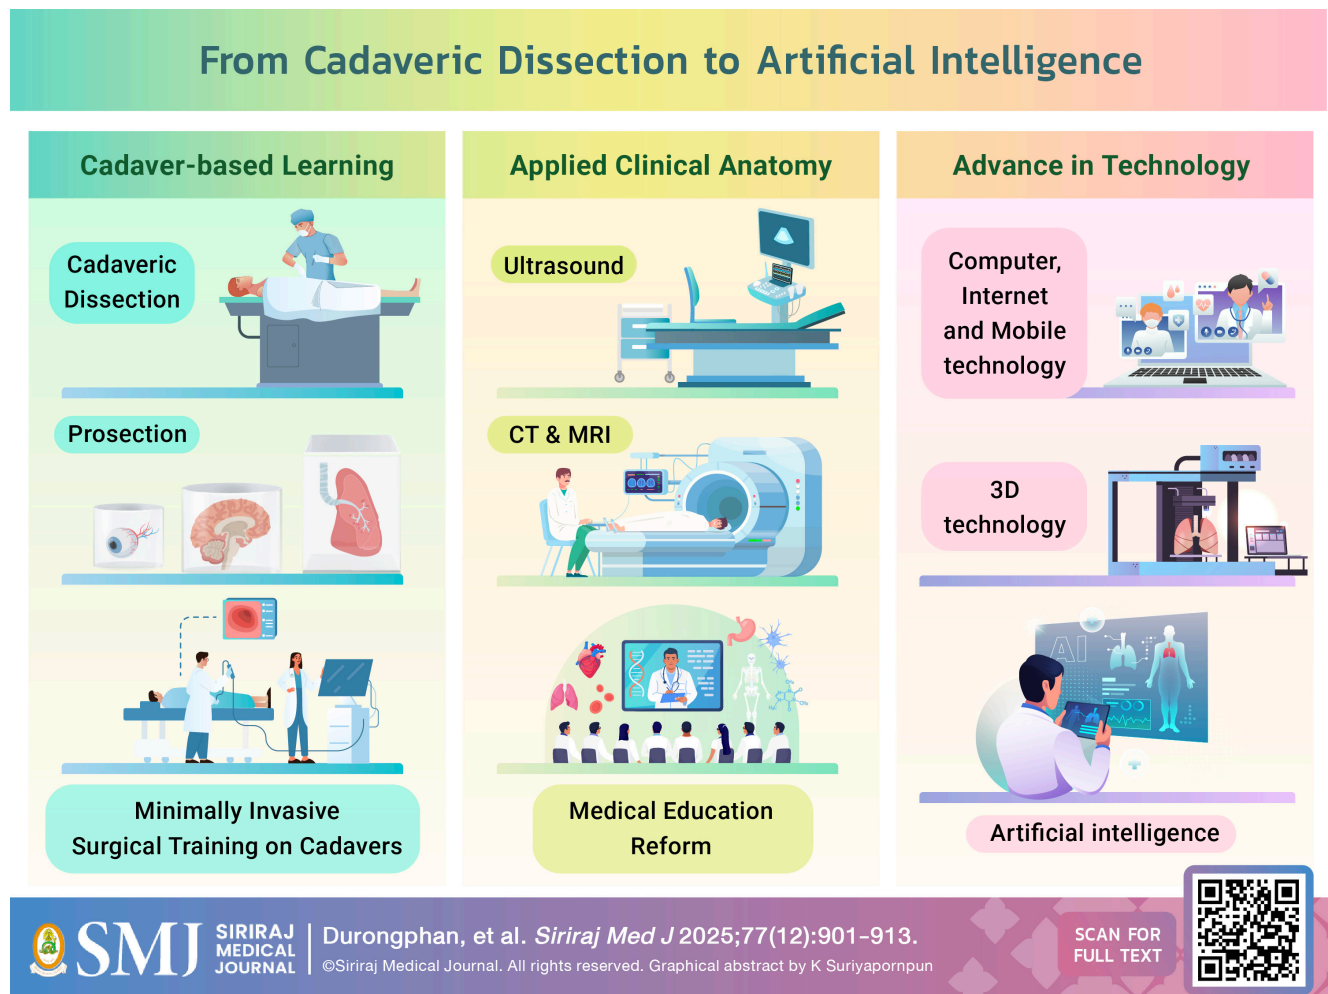 From Cadaveric Dissection to Artificial Intelligence
Cadaver-based Learning
Cadaveric
Dissection
Prosection
Minimally Invasive
Surgical Training on Cadavers
Applied Clinical Anatomy
Ultrasound
CT & MRI
Medical Education
Reform
Advance in Technology
Computer,
Internet
and Mobile
technology
3D
technology
AI
Artificial intelligence
SMJ
SIRIRAJ
MEDICAL
JOURNAL
Durongphan, et al. Siriraj Med J 2025;77(12):901-913.
©Siriraj Medical Journal. All rights reserved. Graphical abstract by K Suriyapornpun
SCAN FOR
FULL TEXT